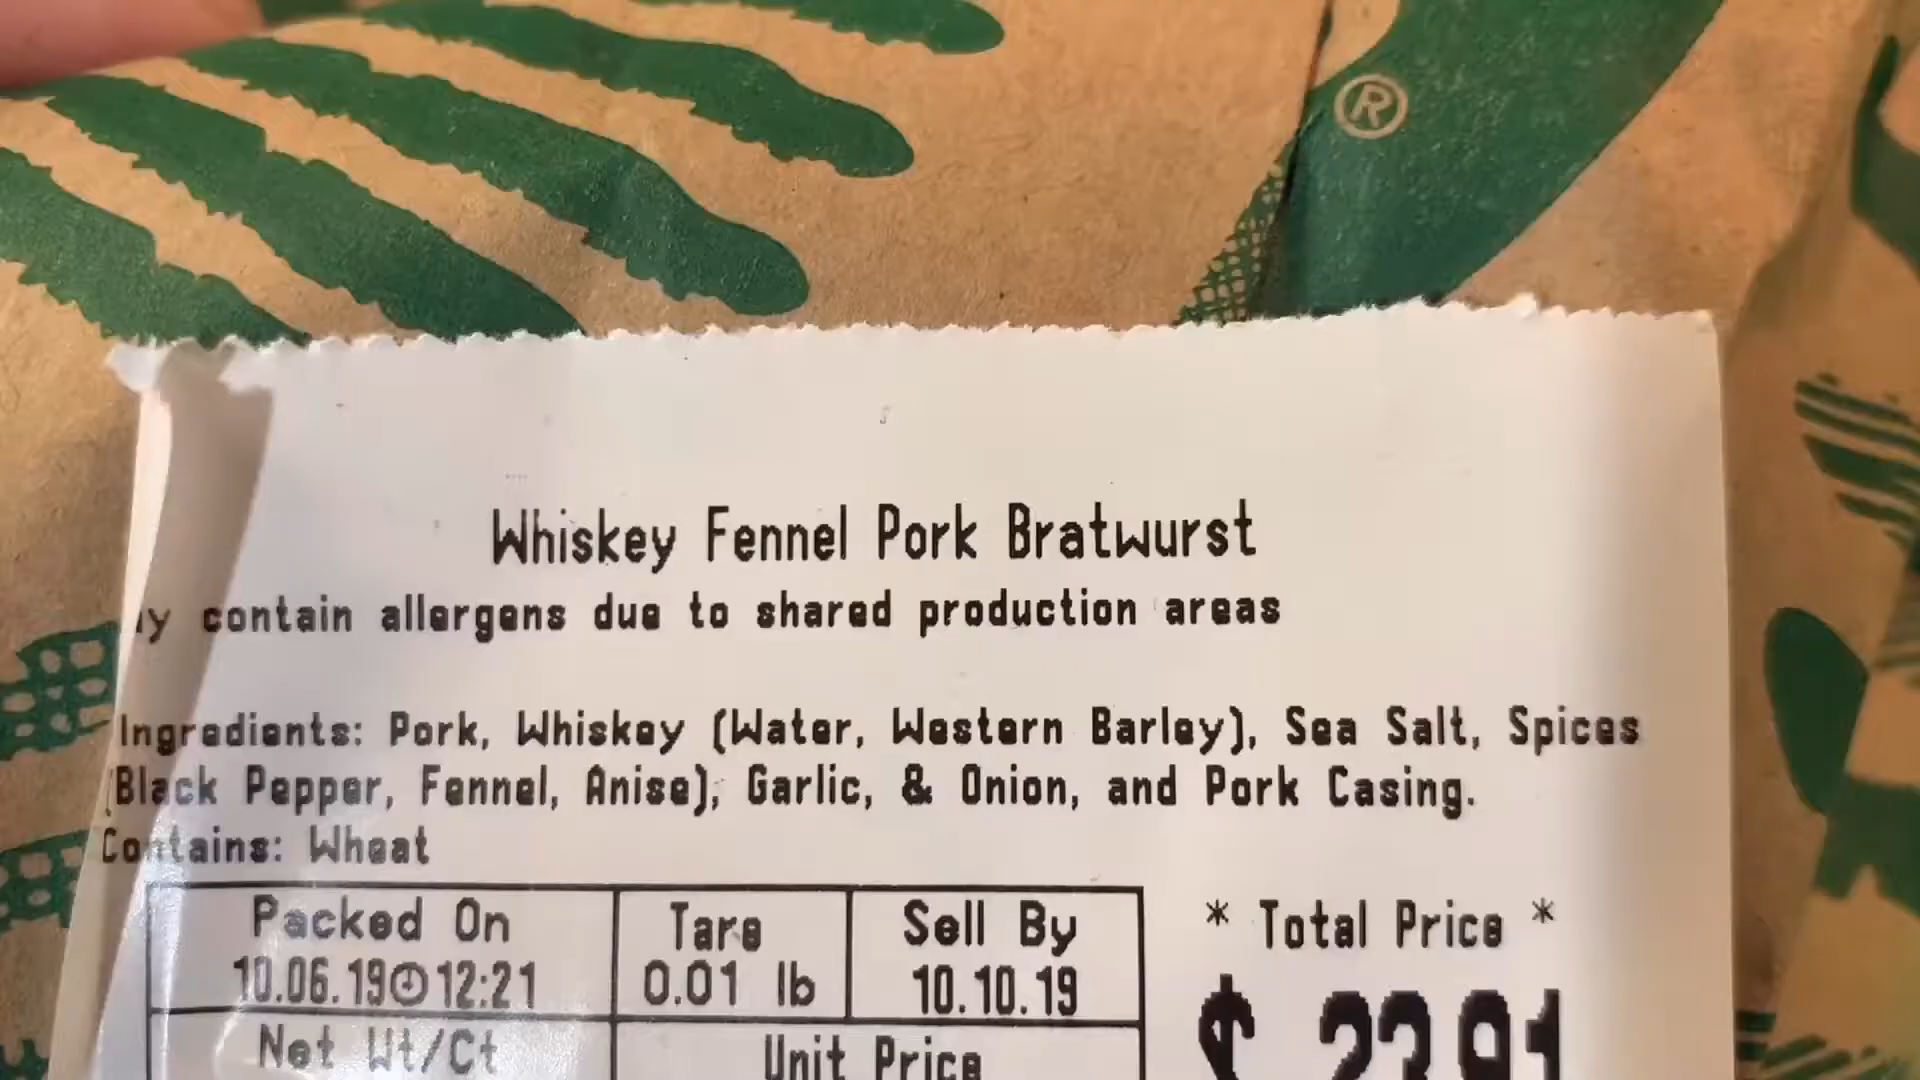 ®
Whiskey Fennel Pork Bratwurst
contain allergens due to shared production areas
Ingredients: Pork, Whiskey (Water, Western Barley), Sea Salt, Spices
(Black Pepper, Fennel, Anise), Garlic, & Onion, and Pork Casing.
Contains: Wheat
Packed On
10.06.19 12:21
Tare
0.01 lb
Sell By
10.10.19
* Total Price *
$ 23.91
Net Wt/Ct
Unit Price